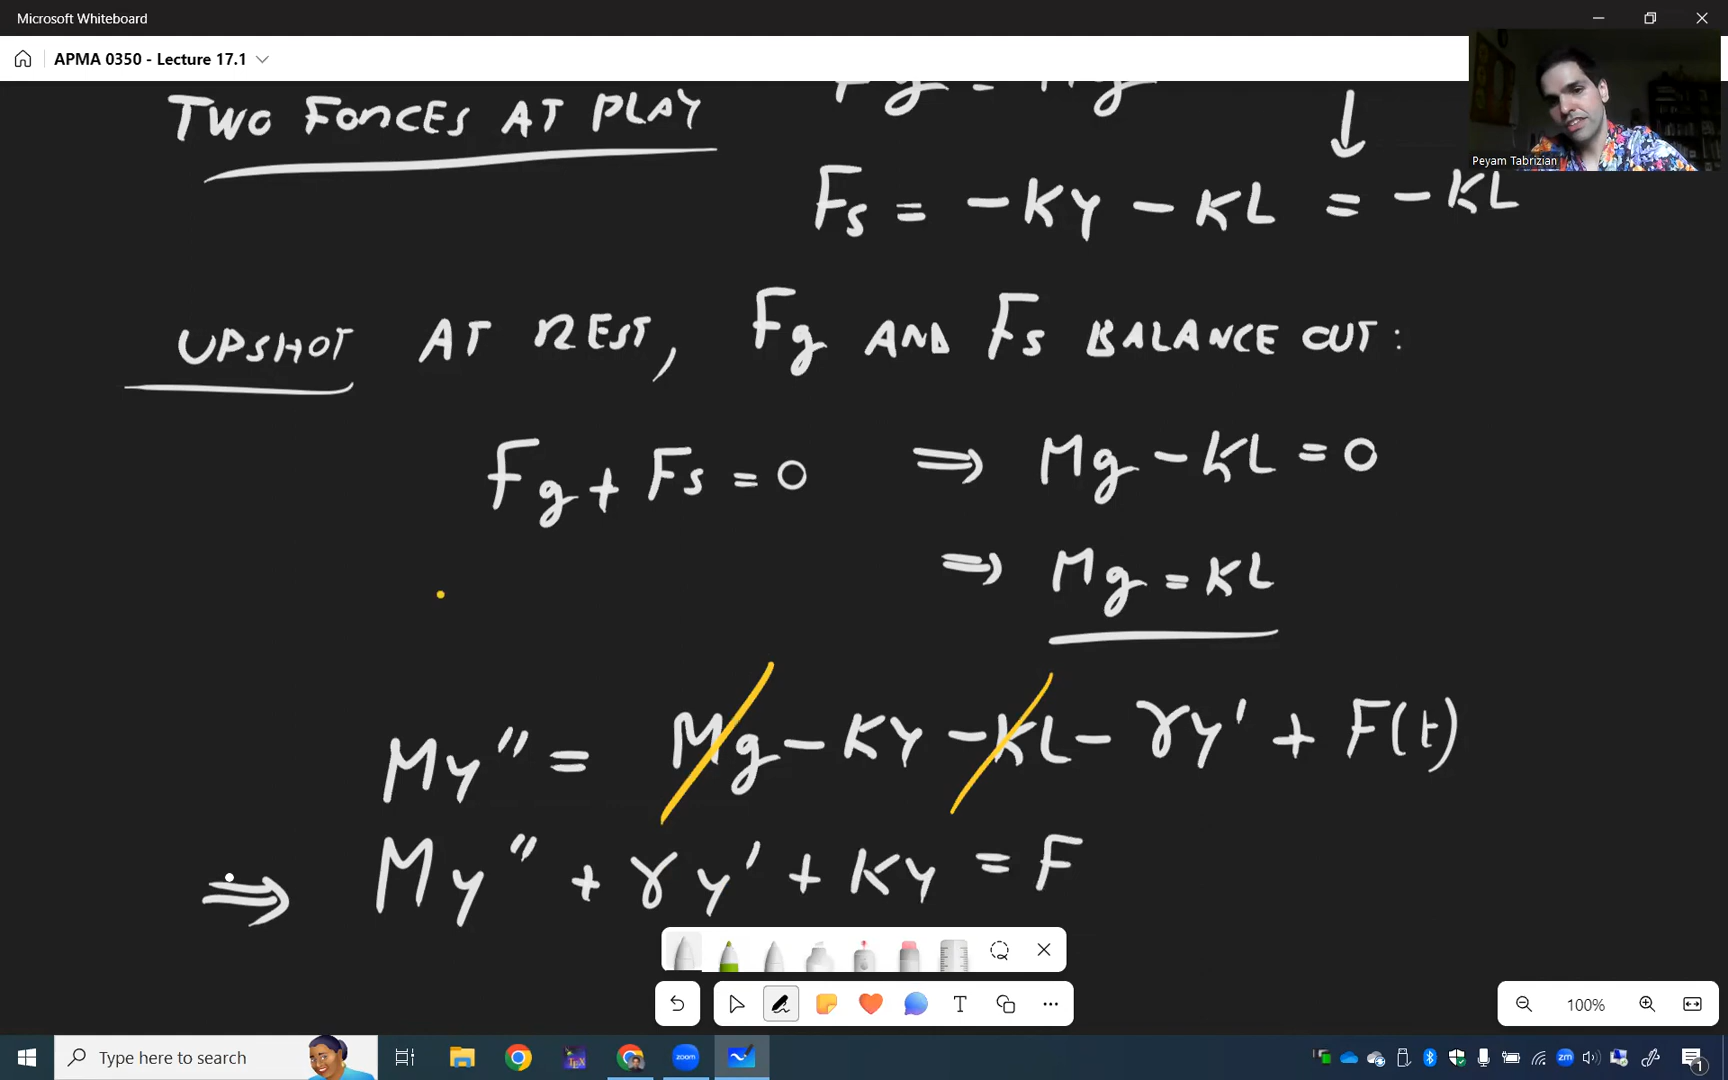 Microsoft Whiteboard
APMA 0350 - Lecture 17.1
Peyam Tabrizian
TWO FORCES AT PLAY
Fg = Mg
Fs = -KY - KL = -KL
UPSHOT AT REST, Fg AND Fs BALANCE OUT:
Fg + Fs = 0 ⇒ Mg - KL = 0
⇒ Mg = KL
My'' = Mg - KY - KL - γy' + F(t)
⇒ My'' + γy' + KY = F
100%
Type here to search